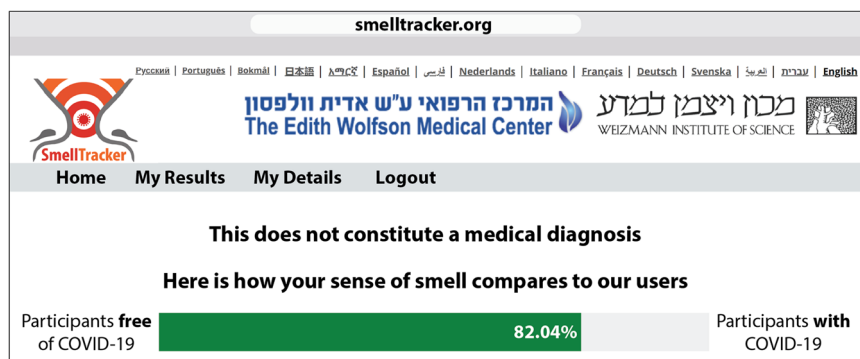 smelltracker.org
Русский | Português | Bokmål | 日本語 | አማርኛ | Español | فارسی | Nederlands | Italiano | Français | Deutsch | Svenska | العربية | עברית | English
המרכז הרפואי ע"ש אדית וולפסון
The Edith Wolfson Medical Center
מכון ויצמן למדע
WEIZMANN INSTITUTE OF SCIENCE
SmellTracker
Home My Results My Details Logout
This does not constitute a medical diagnosis
Here is how your sense of smell compares to our users
Participants free
of COVID-19
82.04%
Participants with
COVID-19